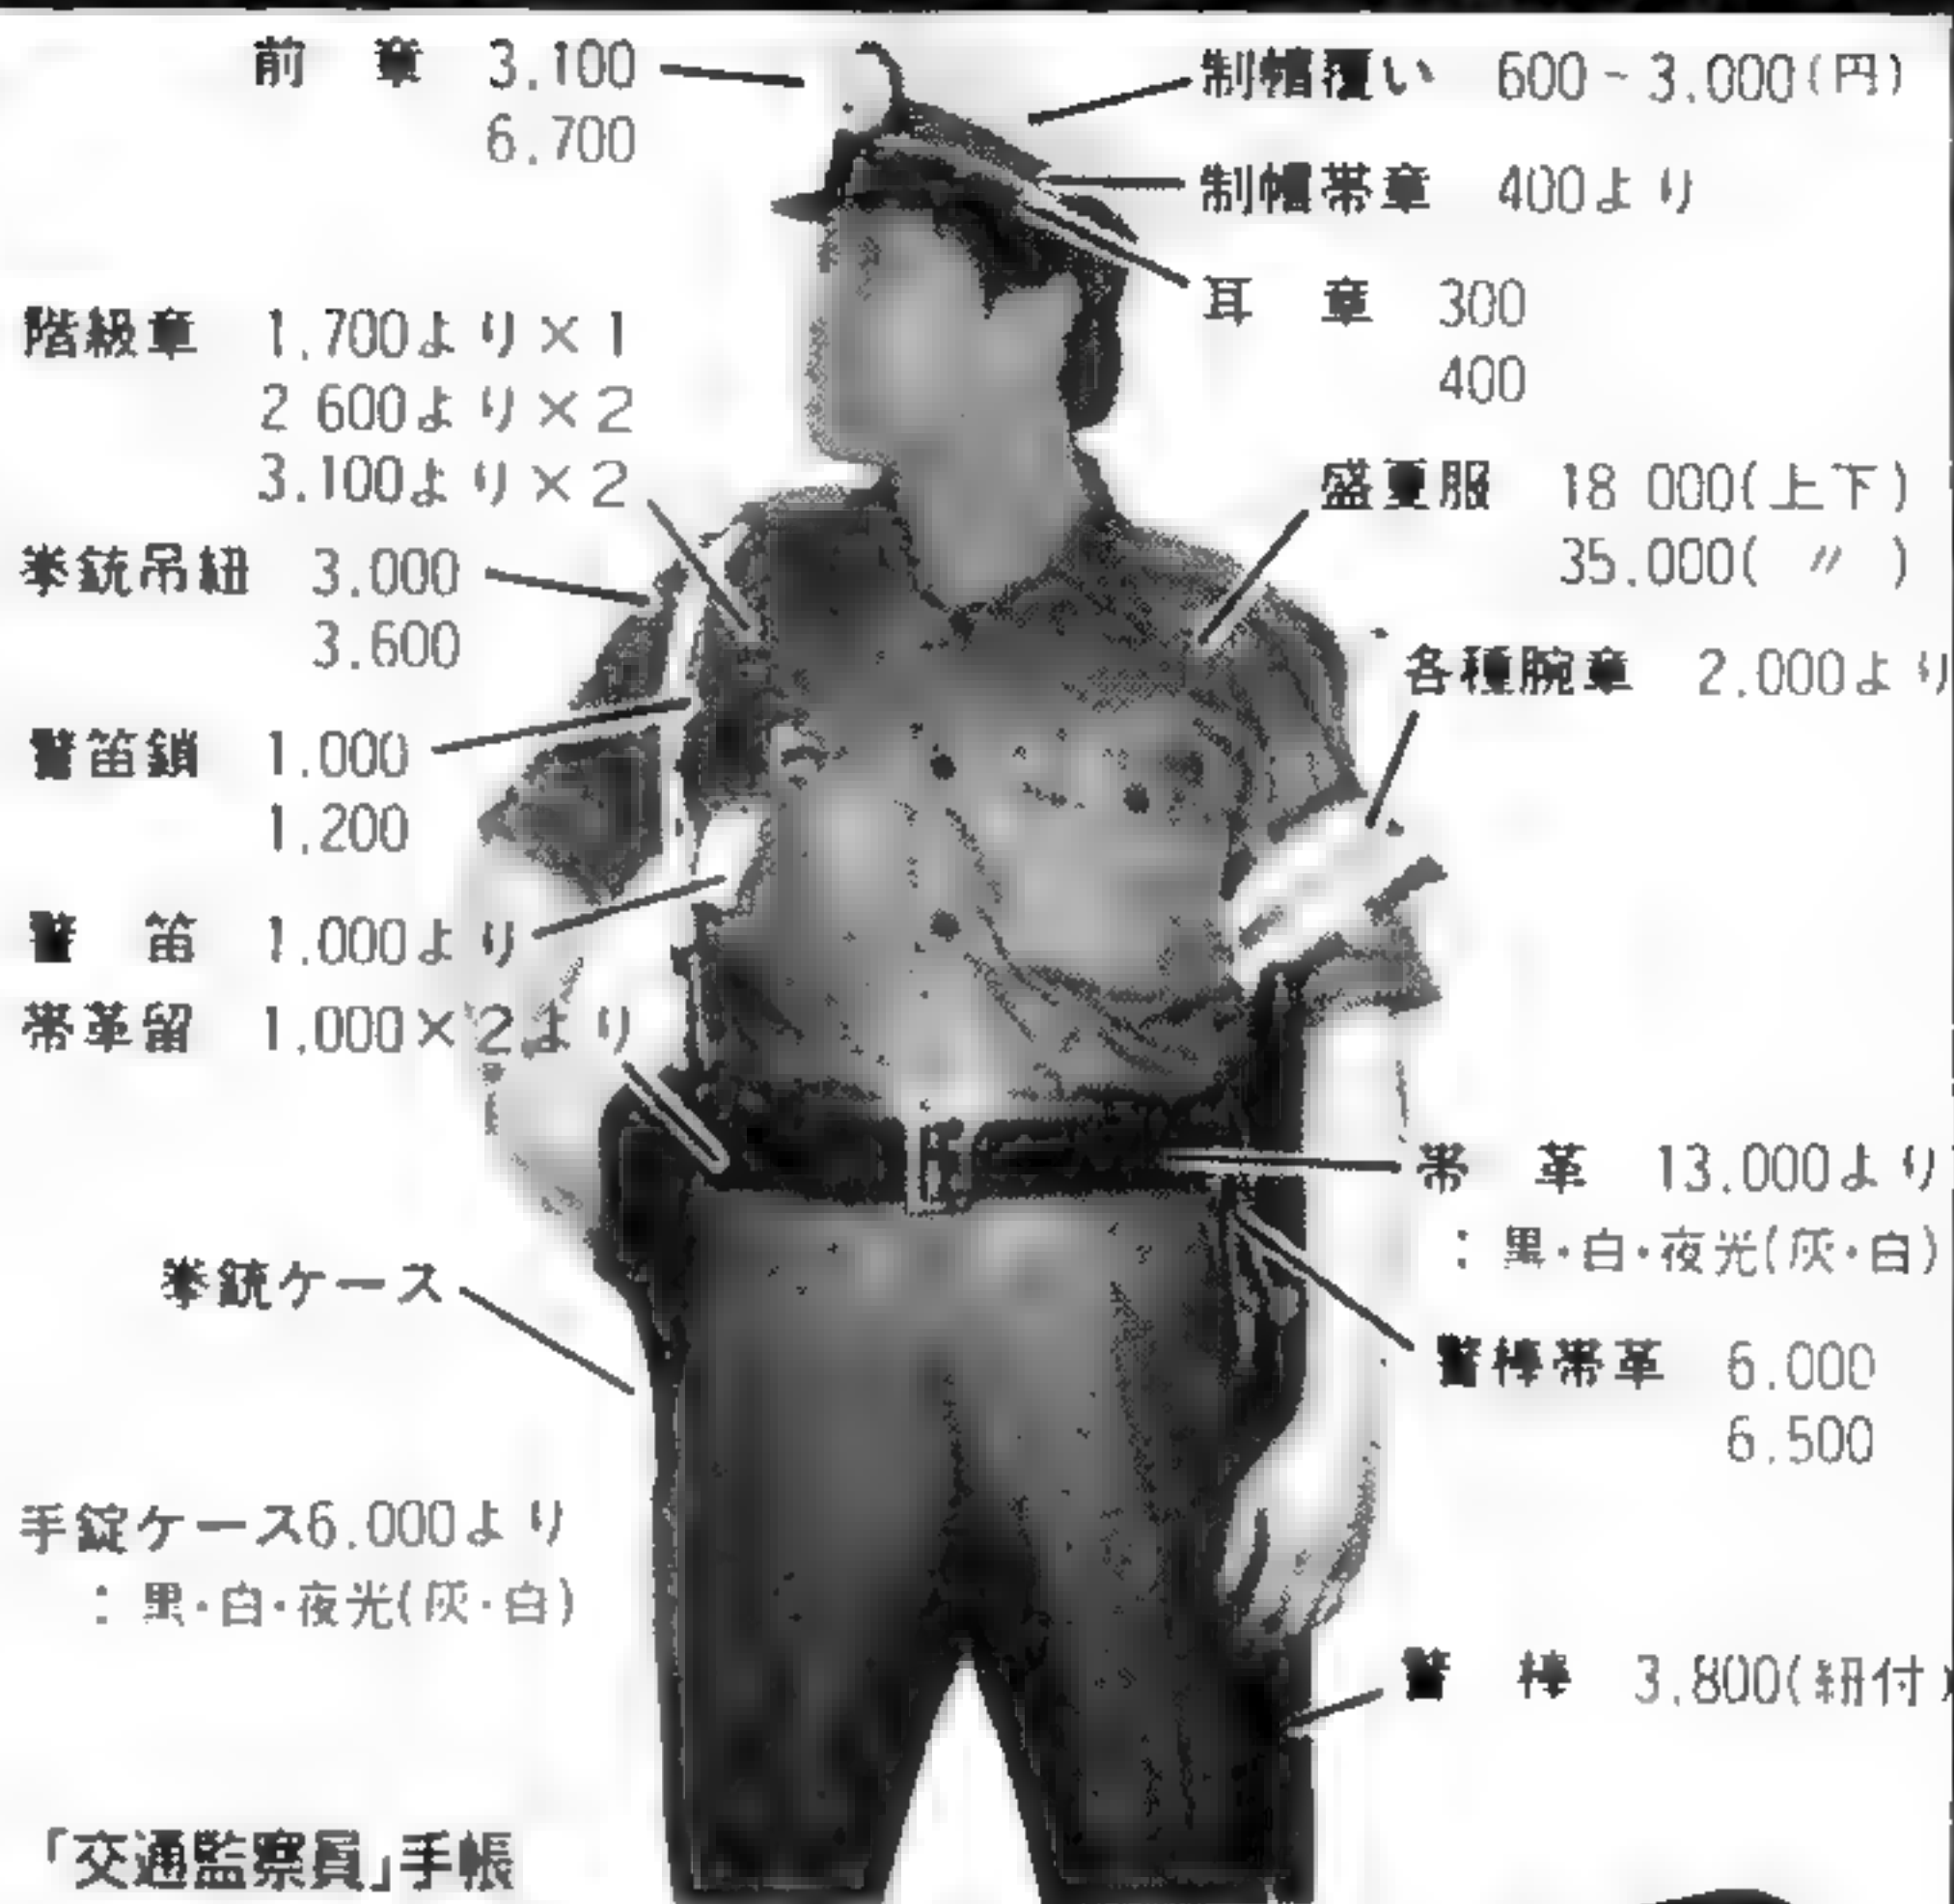 前　章　3.100
6.700
階級章　1.700より×1
2 600より×2
3.100より×2
拳銃吊紐　3.000
3.600
警笛鎖　1.000
1.200
警　笛　1.000より
帯革留　1,000×2より
拳銃ケース
手錠ケース6.000より
：黒・白・夜光(灰・白)
「交通監察員」手帳
制帽覆い　600~3.000(円)
制帽帯章　400より
耳　章　300
400
盛夏服　18 000(上下)
35.000( 〃 )
各種腕章　2.000より
帯　革　13.000より
：黒・白・夜光(灰・白)
警棒帯革　6.000
6.500
警　棒　3.800(紐付)